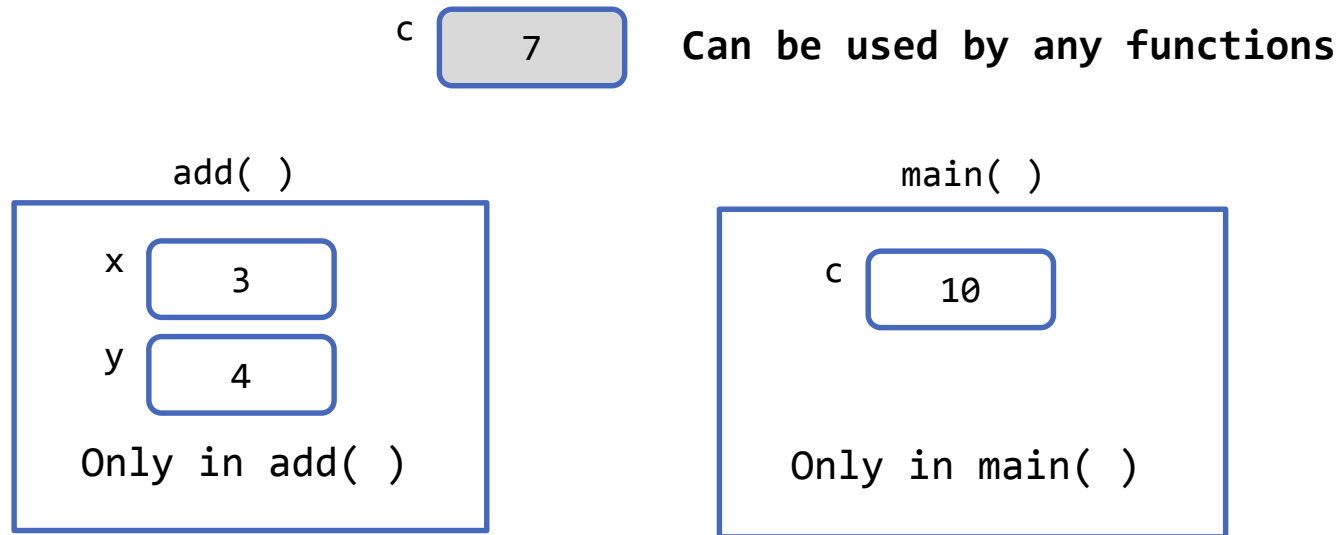 c 7 Can be used by any functions
add( ) main( )
x 3
y 4
Only in add( )
c 10
Only in main( )